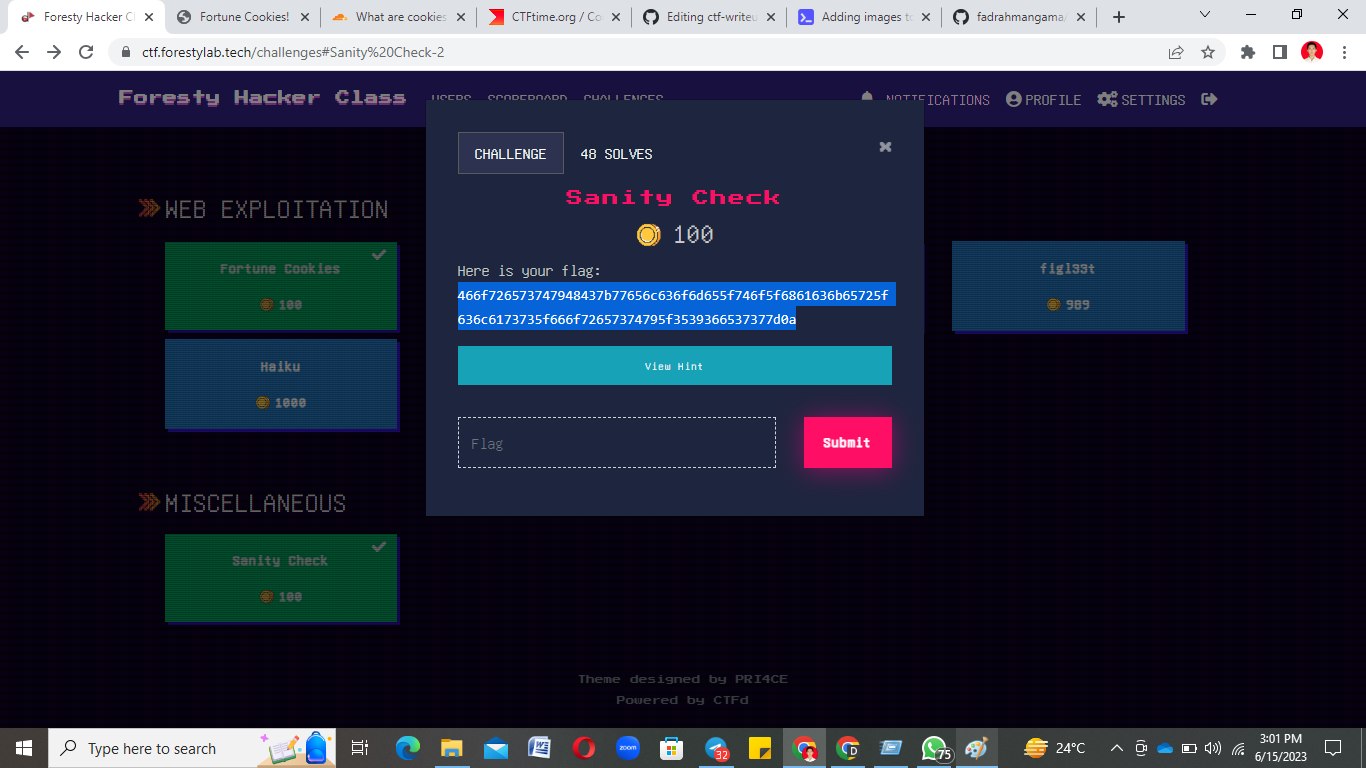 Foresty Hacker Cl
Fortune Cookies!
What are cookies
CTFtime.org / Co
Editing ctf-writeu
Adding images to
fadrahmangama/
ctf.forestylab.tech/challenges#Sanity%20Check-2
Foresty Hacker Class
USERS
SCOREBOARD
CHALLENGES
NOTIFICATIONS
PROFILE
SETTINGS
CHALLENGE
48 SOLVES
Sanity Check
100
Here is your flag:
466f726573747948437b77656c636f6d655f746f5f6861636b65725f
636c6173735f666f72657374795f3539366537377d0a
View Hint
Flag
Submit
WEB EXPLOITATION
Fortune Cookies
100
figl33t
989
Haiku
1000
MISCELLANEOUS
Sanity Check
100
Theme designed by PRI4CE
Powered by CTFd
Type here to search
zoom
32
75
24°C
3:01 PM
6/15/2023